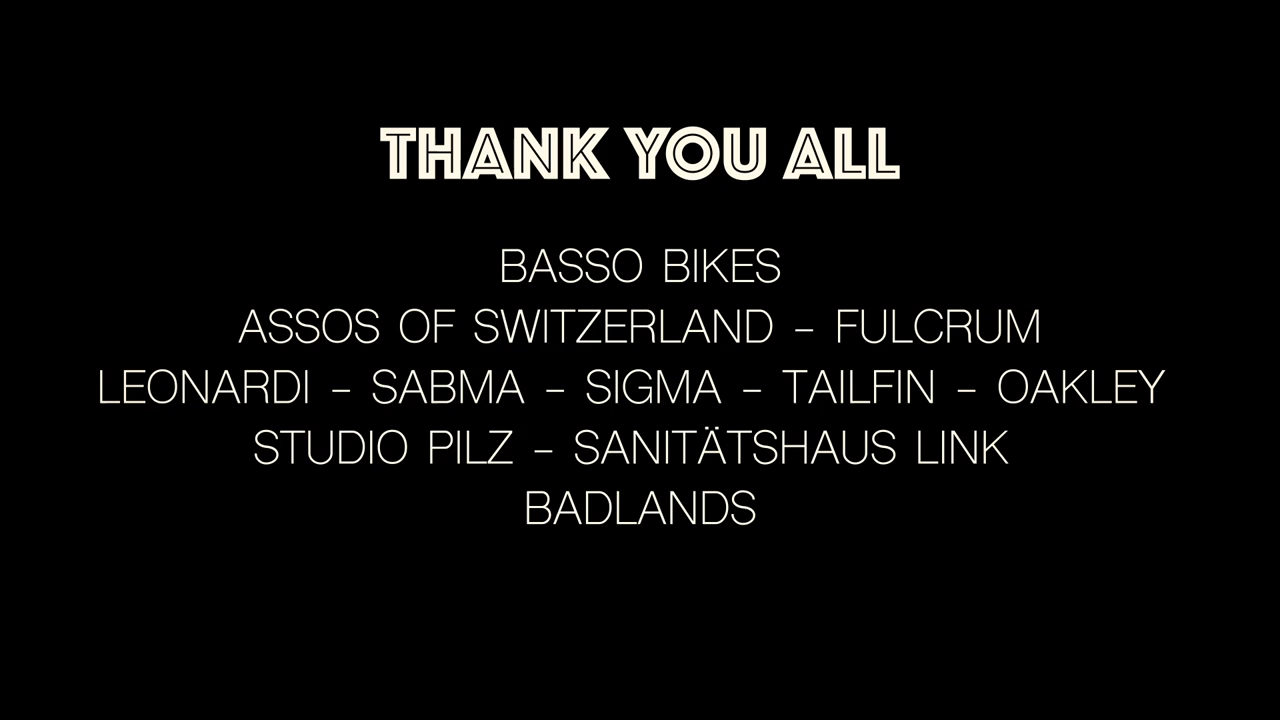 THANK YOU ALL
BASSO BIKES
ASSOS OF SWITZERLAND – FULCRUM
LEONARDI – SABMA – SIGMA – TAILFIN – OAKLEY
STUDIO PILZ – SANITÄTSHAUS LINK
BADLANDS